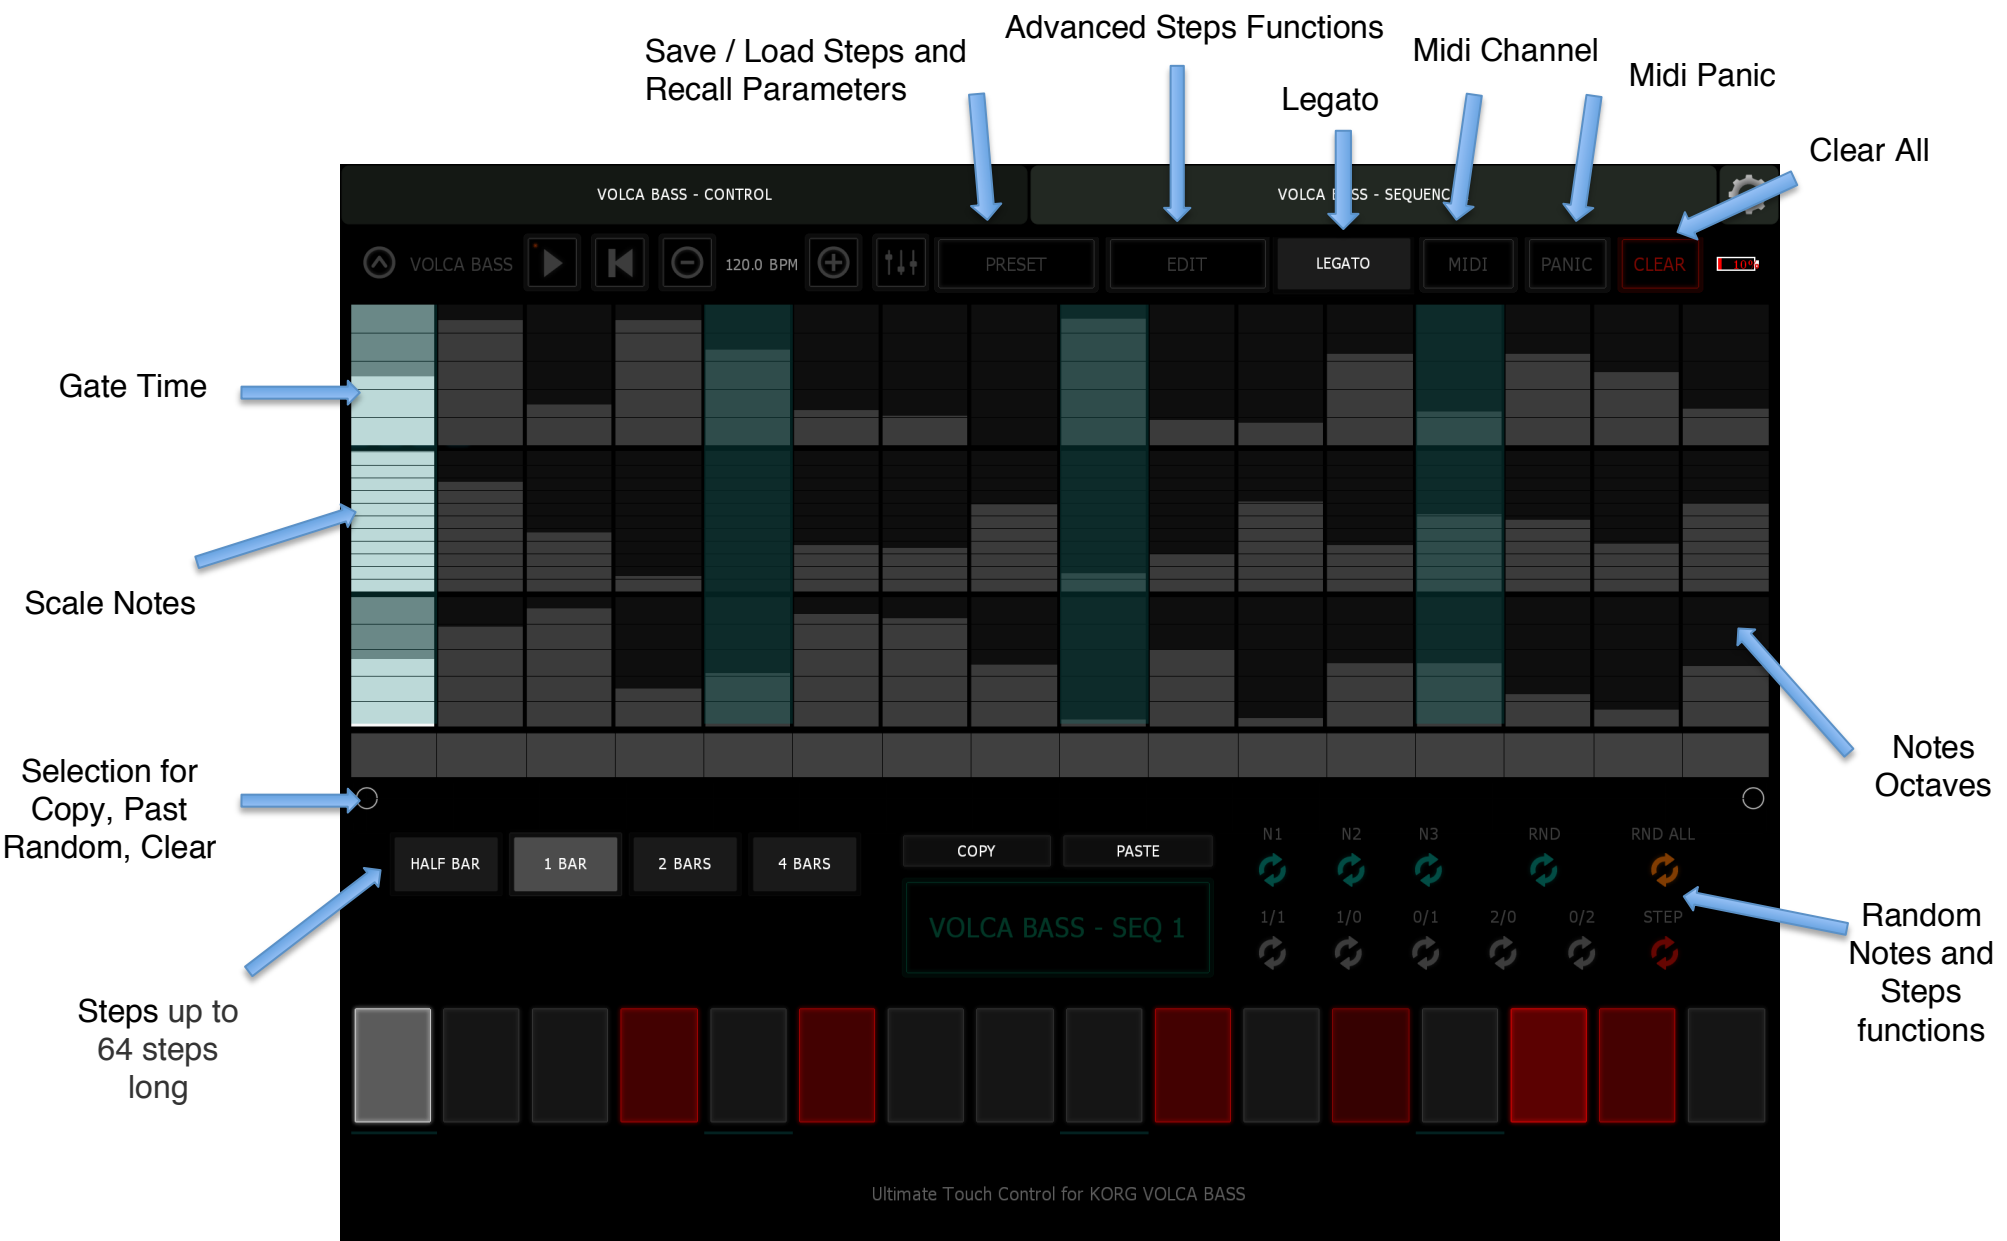 Advanced Steps Functions
Save / Load Steps and
Recall Parameters
Midi Channel
Midi Panic
Legato
Clear All
VOLCA BASS - CONTROL
VOLCA B SS - SEQUENC
VOLCA BASS
120.0 BPM
PRESET
EDIT
LEGATO
MIDI
PANIC
CLEAR
10%
Gate Time
Scale Notes
Notes
Octaves
Selection for
Copy, Past
Random, Clear
HALF BAR
1 BAR
2 BARS
4 BARS
COPY
PASTE
N1
N2
N3
RND
RND ALL
VOLCA BASS - SEQ 1
1/1
1/0
0/1
2/0
0/2
STEP
Random
Notes and
Steps
functions
Steps up to
64 steps
long
Ultimate Touch Control for KORG VOLCA BASS